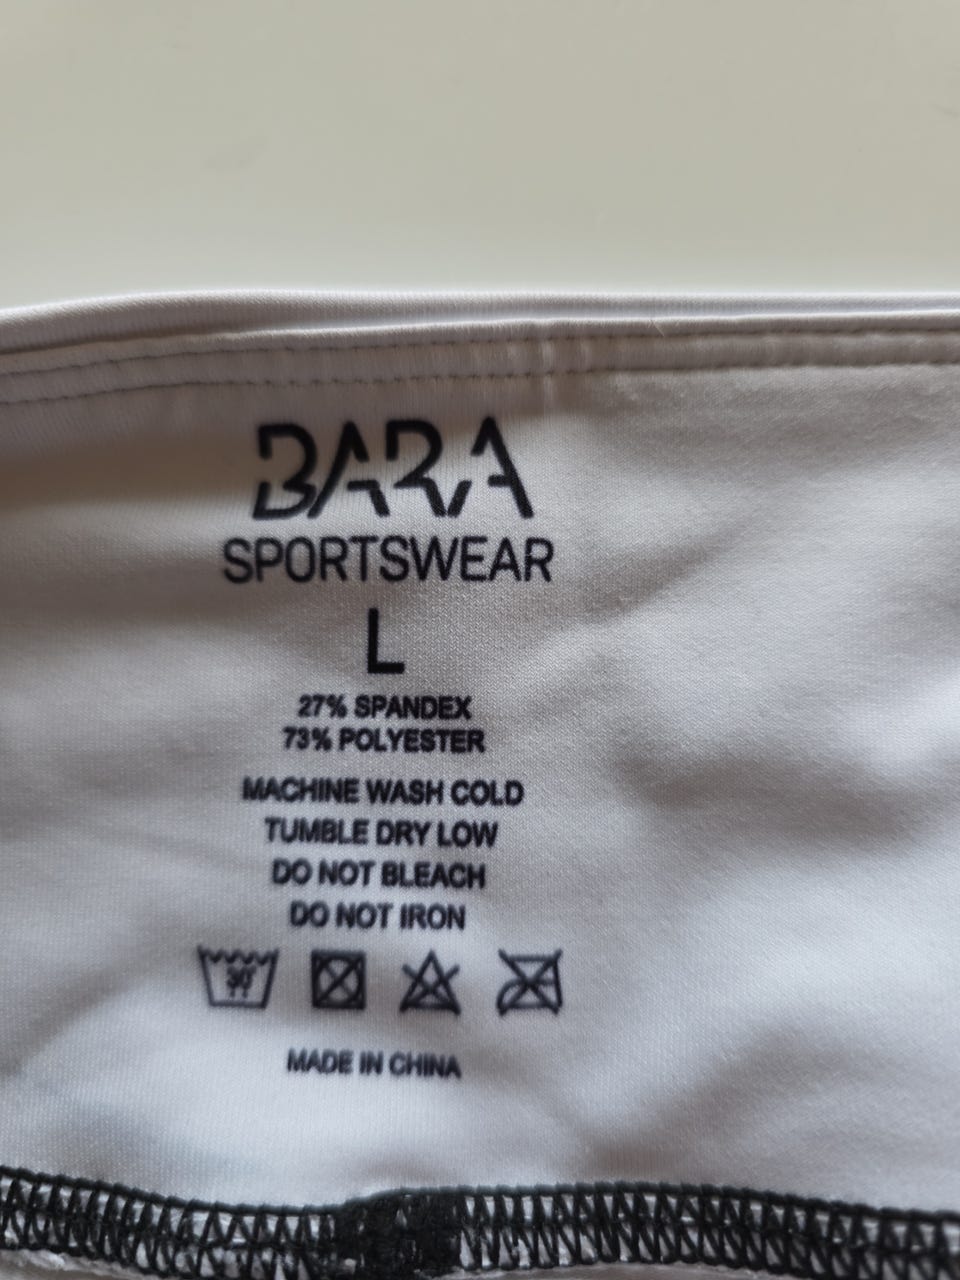 BARA
SPORTSWEAR
L
27% SPANDEX
73% POLYESTER
MACHINE WASH COLD
TUMBLE DRY LOW
DO NOT BLEACH
DO NOT IRON
30°
MADE IN CHINA